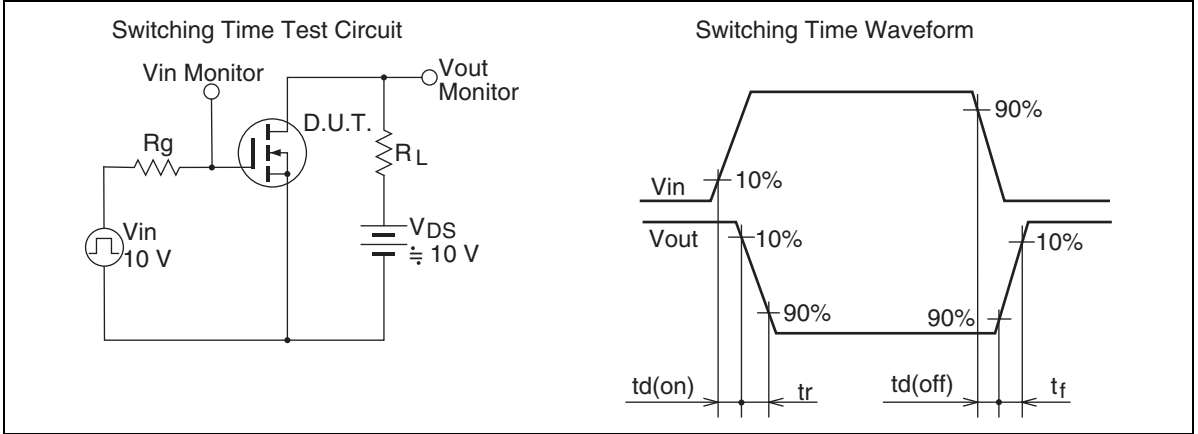 Switching Time Test Circuit
Vin Monitor
Vout
Monitor
D.U.T.
Rg
RL
Vin
10 V
VDS
≒ 10 V
Switching Time Waveform
90%
Vin
10%
Vout
10%
10%
90%
90%
td(on)
tr
td(off)
tf